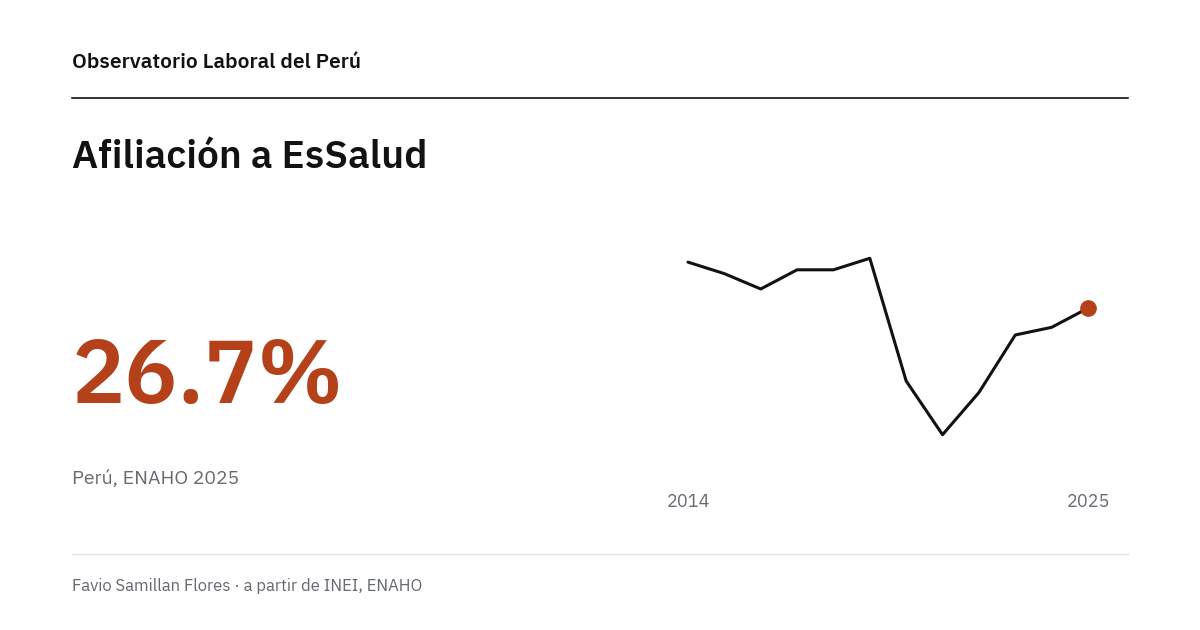 Observatorio Laboral del Perú
Afiliación a EsSalud
26.7%
Perú, ENAHO 2025
2014
2025
Favio Samillan Flores · a partir de INEI, ENAHO